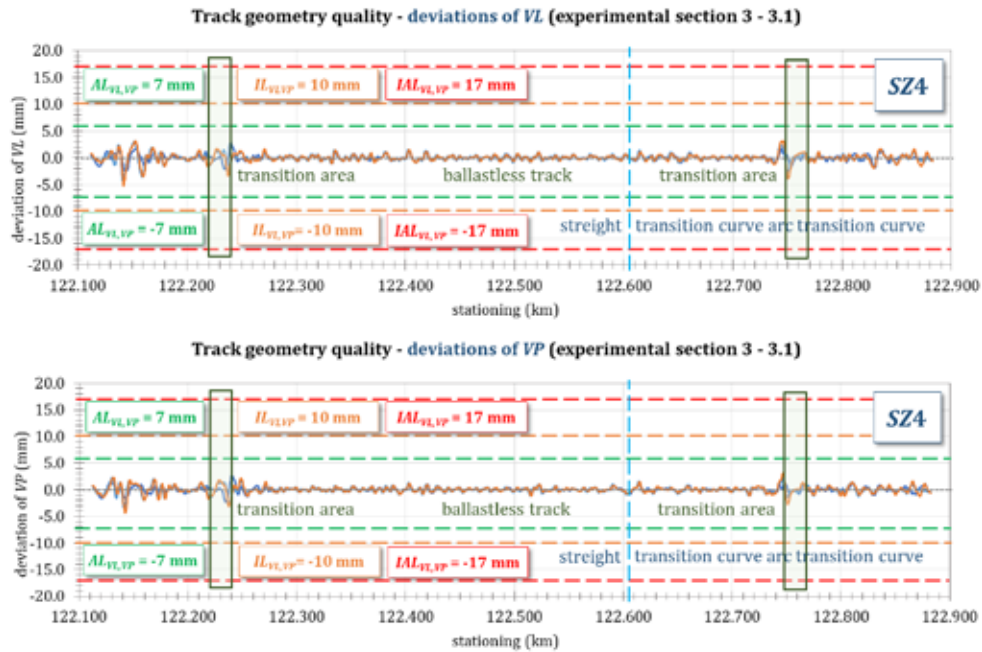 Track geometry quality - deviations of VL (experimental section 3 - 3.1)
20.0
15.0
10.0
5.0
0.0
-5.0
-10.0
-15.0
-20.0
deviation of VL (mm)
AL_VL,VP = 7 mm
IL_VL,VP = 10 mm
IAL_VL,VP = 17 mm
SZ4
transition area
ballastless track
transition area
AL_VL,VP = -7 mm
IL_VL,VP = -10 mm
IAL_VL,VP = -17 mm
streight
transition curve arc transition curve
122.100 122.200 122.300 122.400 122.500 122.600 122.700 122.800 122.900
stationing (km)
Track geometry quality - deviations of VP (experimental section 3 - 3.1)
20.0
15.0
10.0
5.0
0.0
-5.0
-10.0
-15.0
-20.0
deviation of VP (mm)
AL_VL,VP = 7 mm
IL_VL,VP = 10 mm
IAL_VL,VP = 17 mm
SZ4
transition area
ballastless track
transition area
AL_VL,VP = -7 mm
IL_VL,VP = -10 mm
IAL_VL,VP = -17 mm
streight
transition curve arc transition curve
122.100 122.200 122.300 122.400 122.500 122.600 122.700 122.800 122.900
stationing (km)